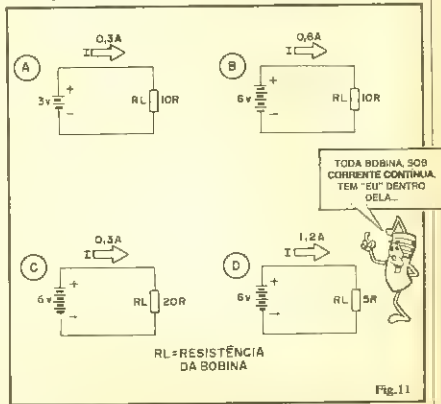 0,3A
I
A
+
3v
-
RL
10R
0,6A
I
B
+
6v
-
RL
10R
TODA BOBINA, SOB
CORRENTE CONTÍNUA,
TEM "EU" DENTRO
DELA...
0,3A
I
C
+
6v
-
RL
20R
1,2A
I
D
+
6v
-
RL
5R
RL=RESISTÊNCIA
DA BOBINA
Fig.11